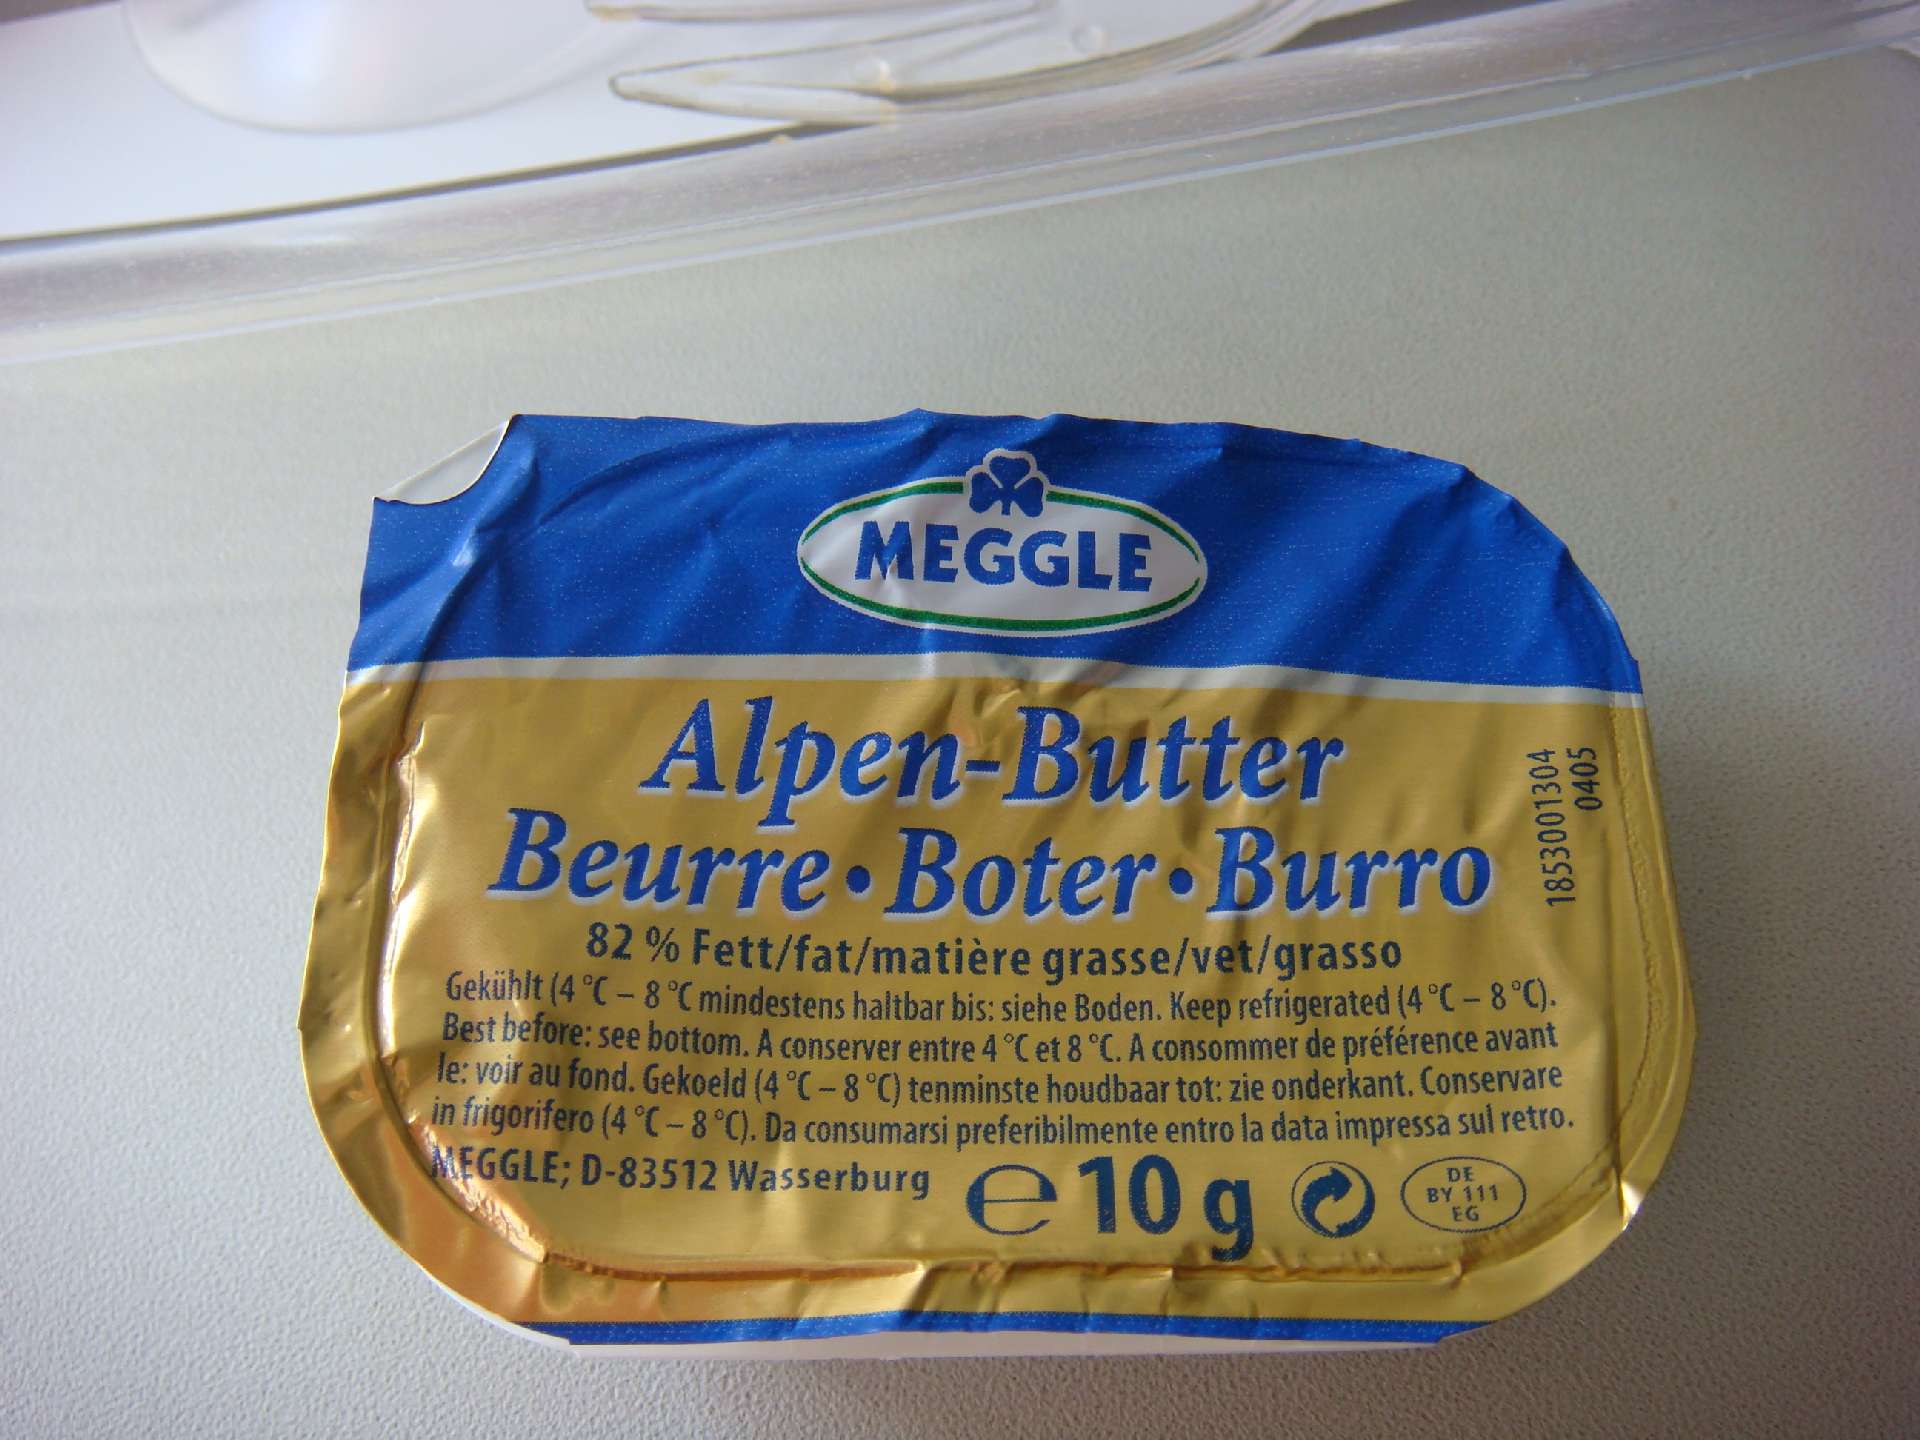 MEGGLE
Alpen-Butter
Beurre • Boter • Burro
82 % Fett/fat/matière grasse/vet/grasso
Gekühlt (4 °C – 8 °C mindestens haltbar bis: siehe Boden. Keep refrigerated (4 °C – 8 °C).
Best before: see bottom. A conserver entre 4 °C et 8 °C. A consommer de préférence avant
le: voir au fond. Gekoeld (4 °C – 8 °C) tenminste houdbaar tot: zie onderkant. Conservare
in frigorifero (4 °C – 8 °C). Da consumarsi preferibilmente entro la data impressa sul retro.
MEGGLE; D-83512 Wasserburg
e 10 g
DE
BY 111
EG
1853001304
0405